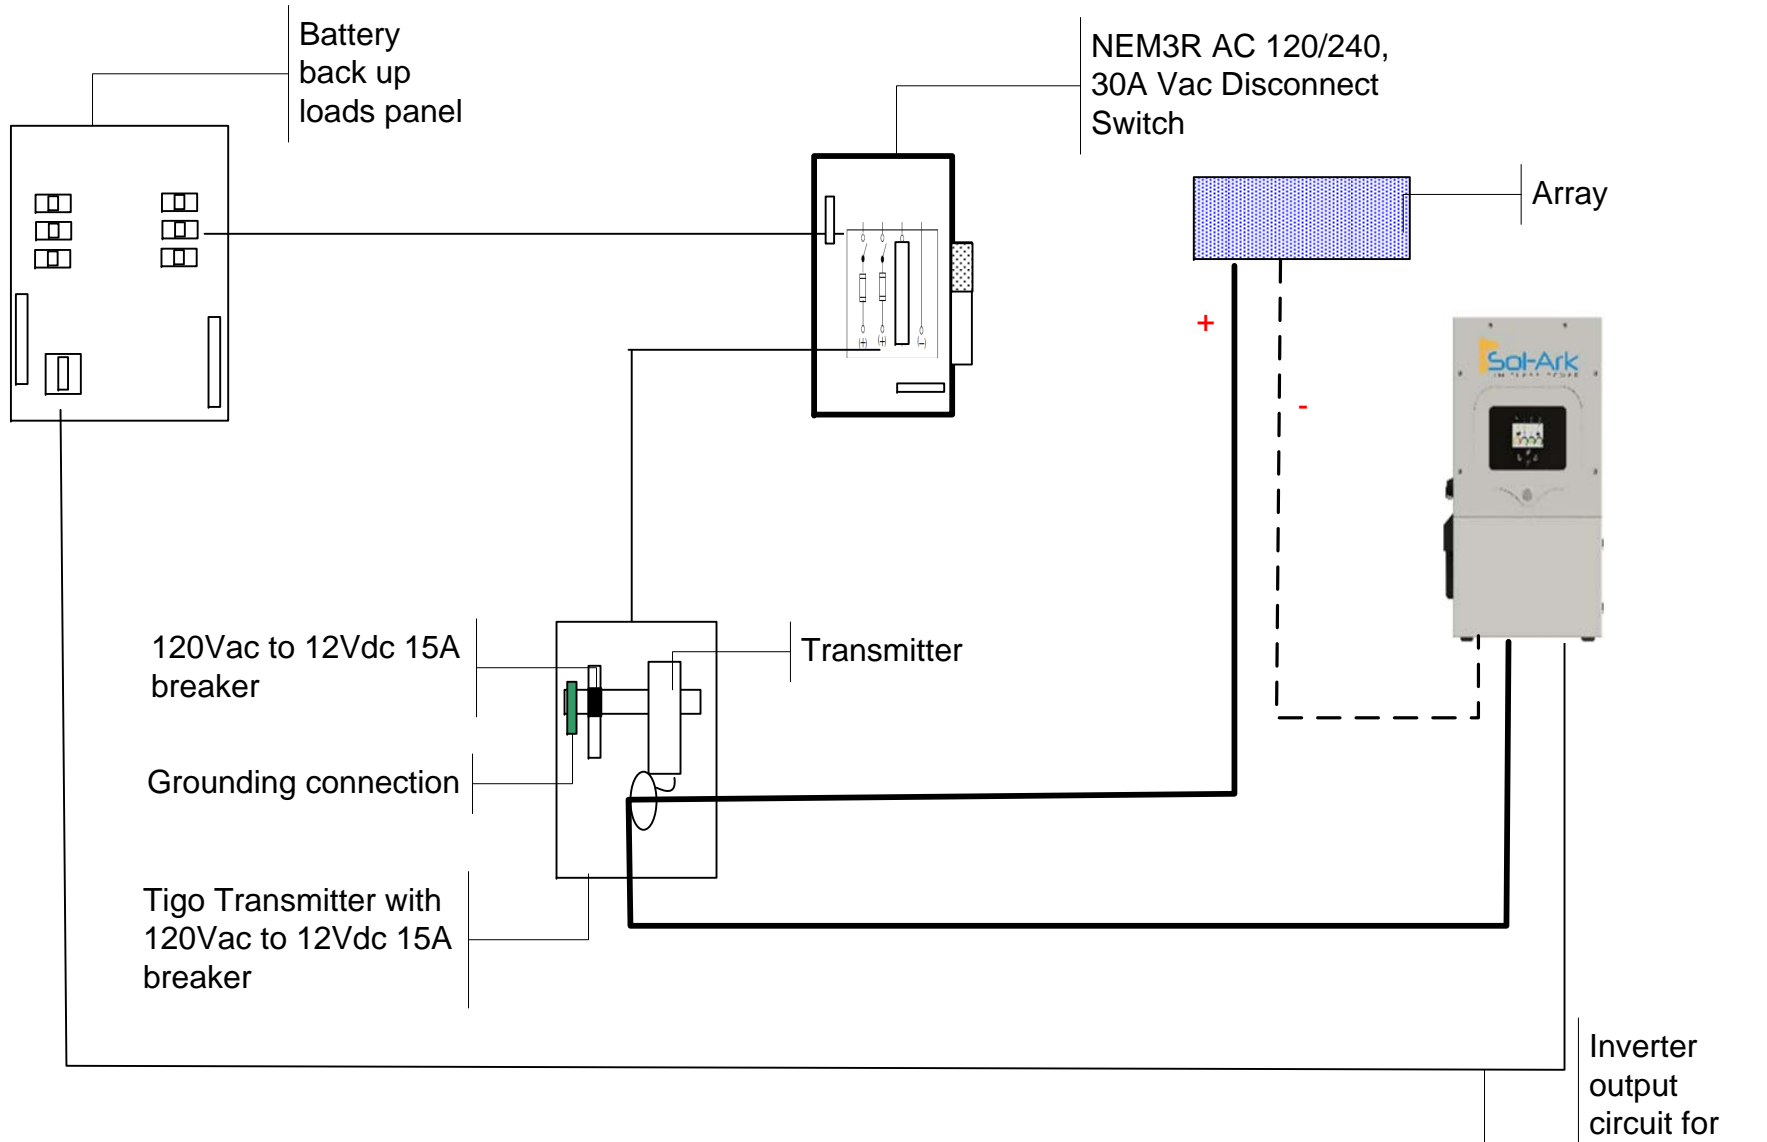 Battery
back up
loads panel
NEM3R AC 120/240,
30A Vac Disconnect
Switch
Array
+
-
Sol-Ark
(+)
(+)
(-)
120Vac to 12Vdc 15A
breaker
Transmitter
Grounding connection
Tigo Transmitter with
120Vac to 12Vdc 15A
breaker
Inverter
output
circuit for